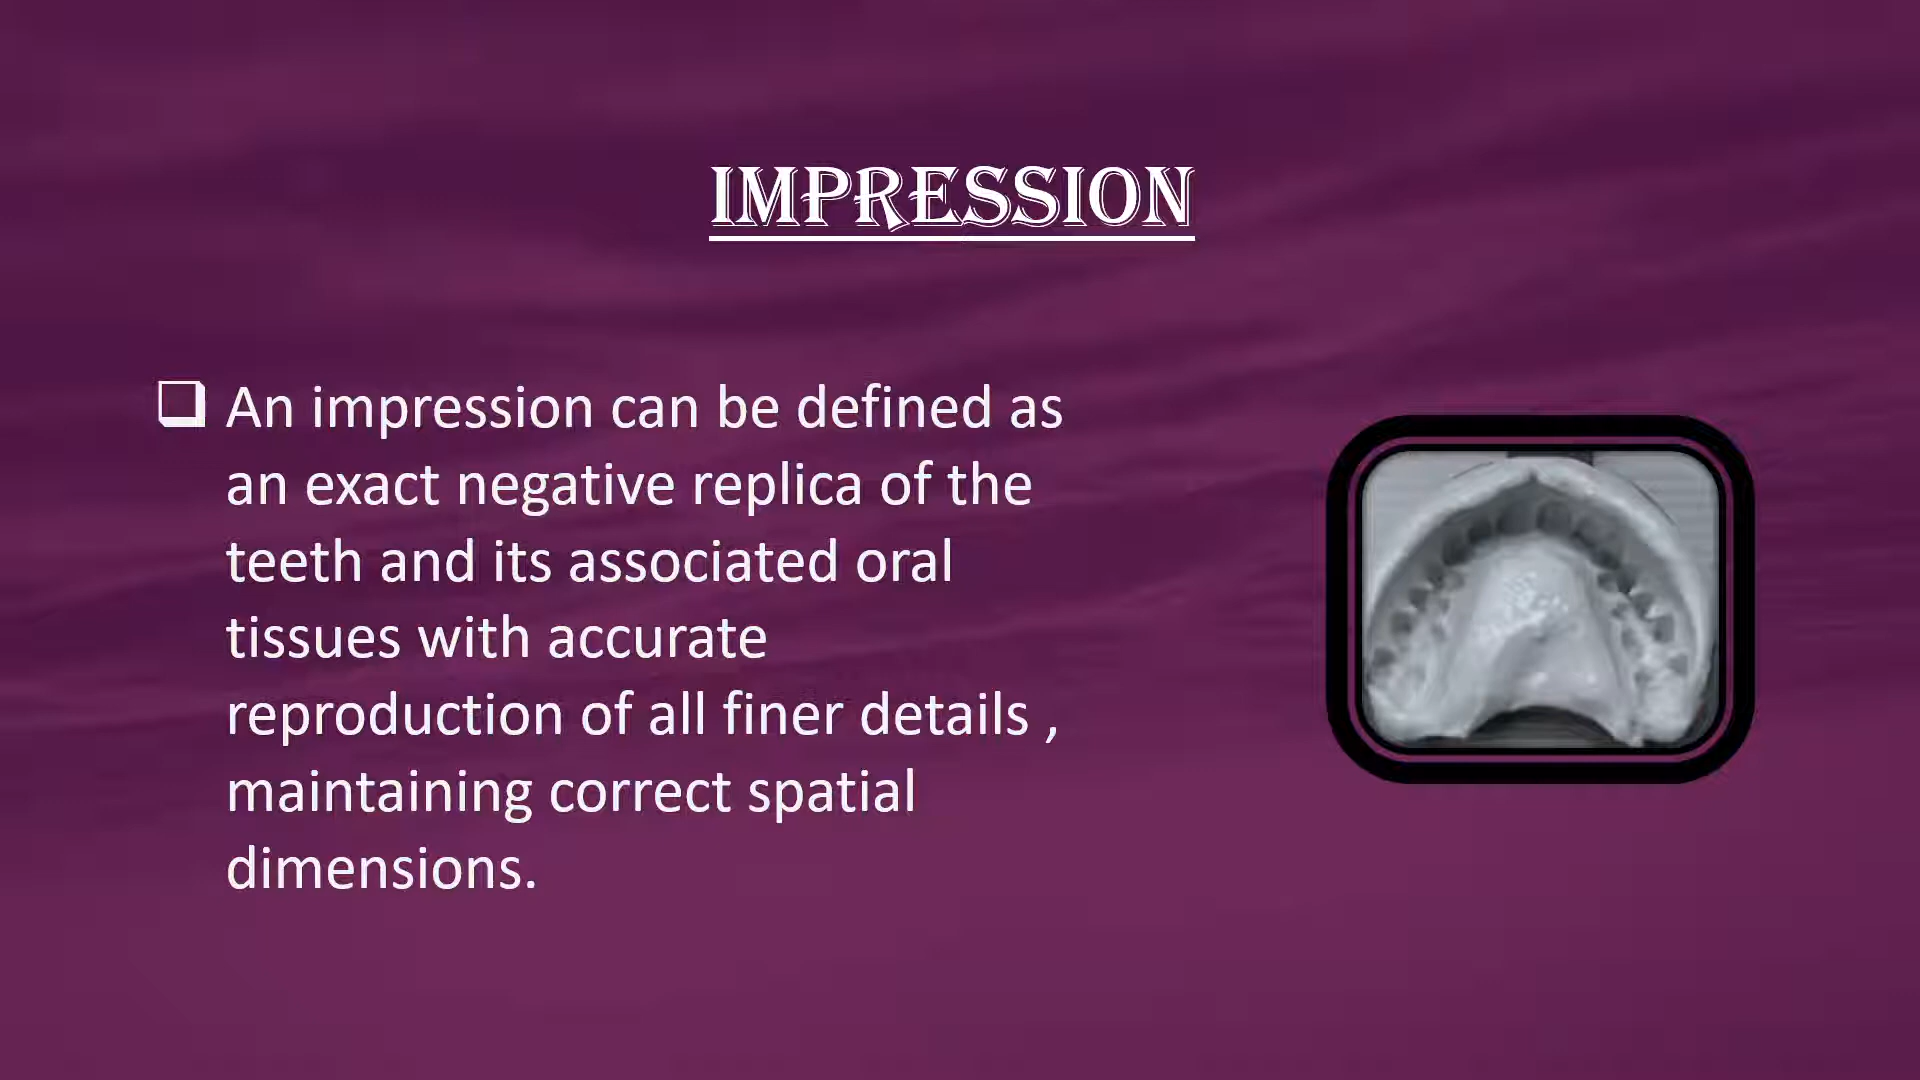 IMPRESSION
❑ An impression can be defined as
an exact negative replica of the
teeth and its associated oral
tissues with accurate
reproduction of all finer details ,
maintaining correct spatial
dimensions.